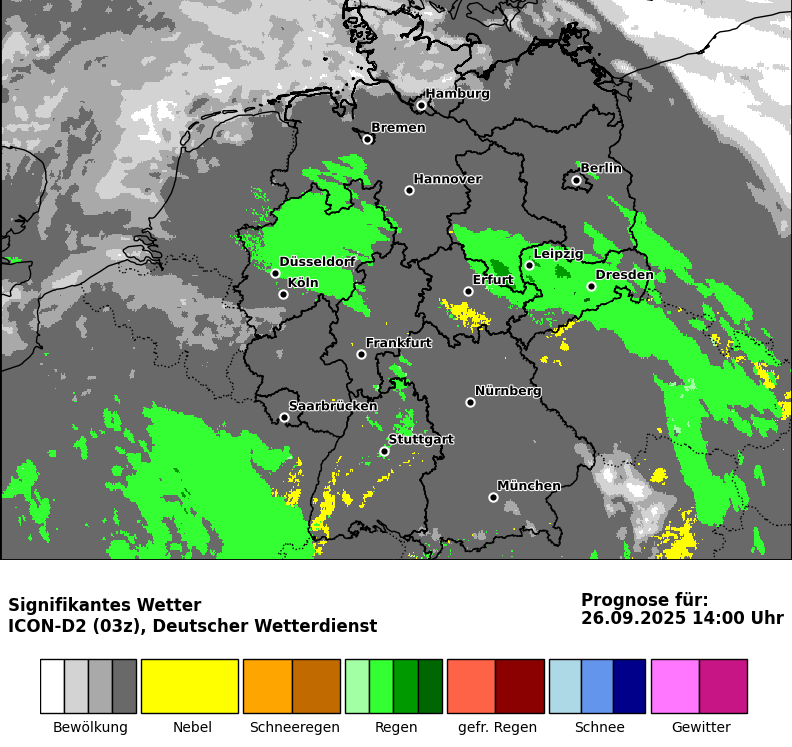 Hamburg
Bremen
Berlin
Hannover
Leipzig
Düsseldorf
Dresden
Köln
Erfurt
Frankfurt
Nürnberg
Saarbrücken
Stuttgart
München
Signifikantes Wetter
ICON-D2 (03z), Deutscher Wetterdienst
Prognose für:
26.09.2025 14:00 Uhr
Bewölkung Nebel Schneeregen Regen gefr. Regen Schnee Gewitter